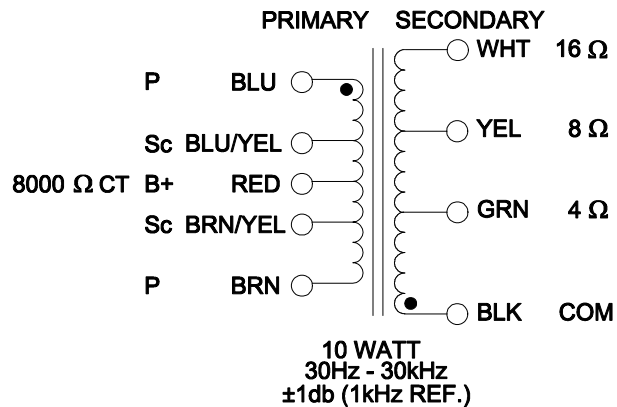 PRIMARY SECONDARY
WHT 16 Ω
P BLU
YEL 8 Ω
Sc BLU/YEL
8000 Ω CT B+ RED
GRN 4 Ω
Sc BRN/YEL
P BRN
BLK COM
10 WATT
30Hz - 30kHz
±1db (1kHz REF.)